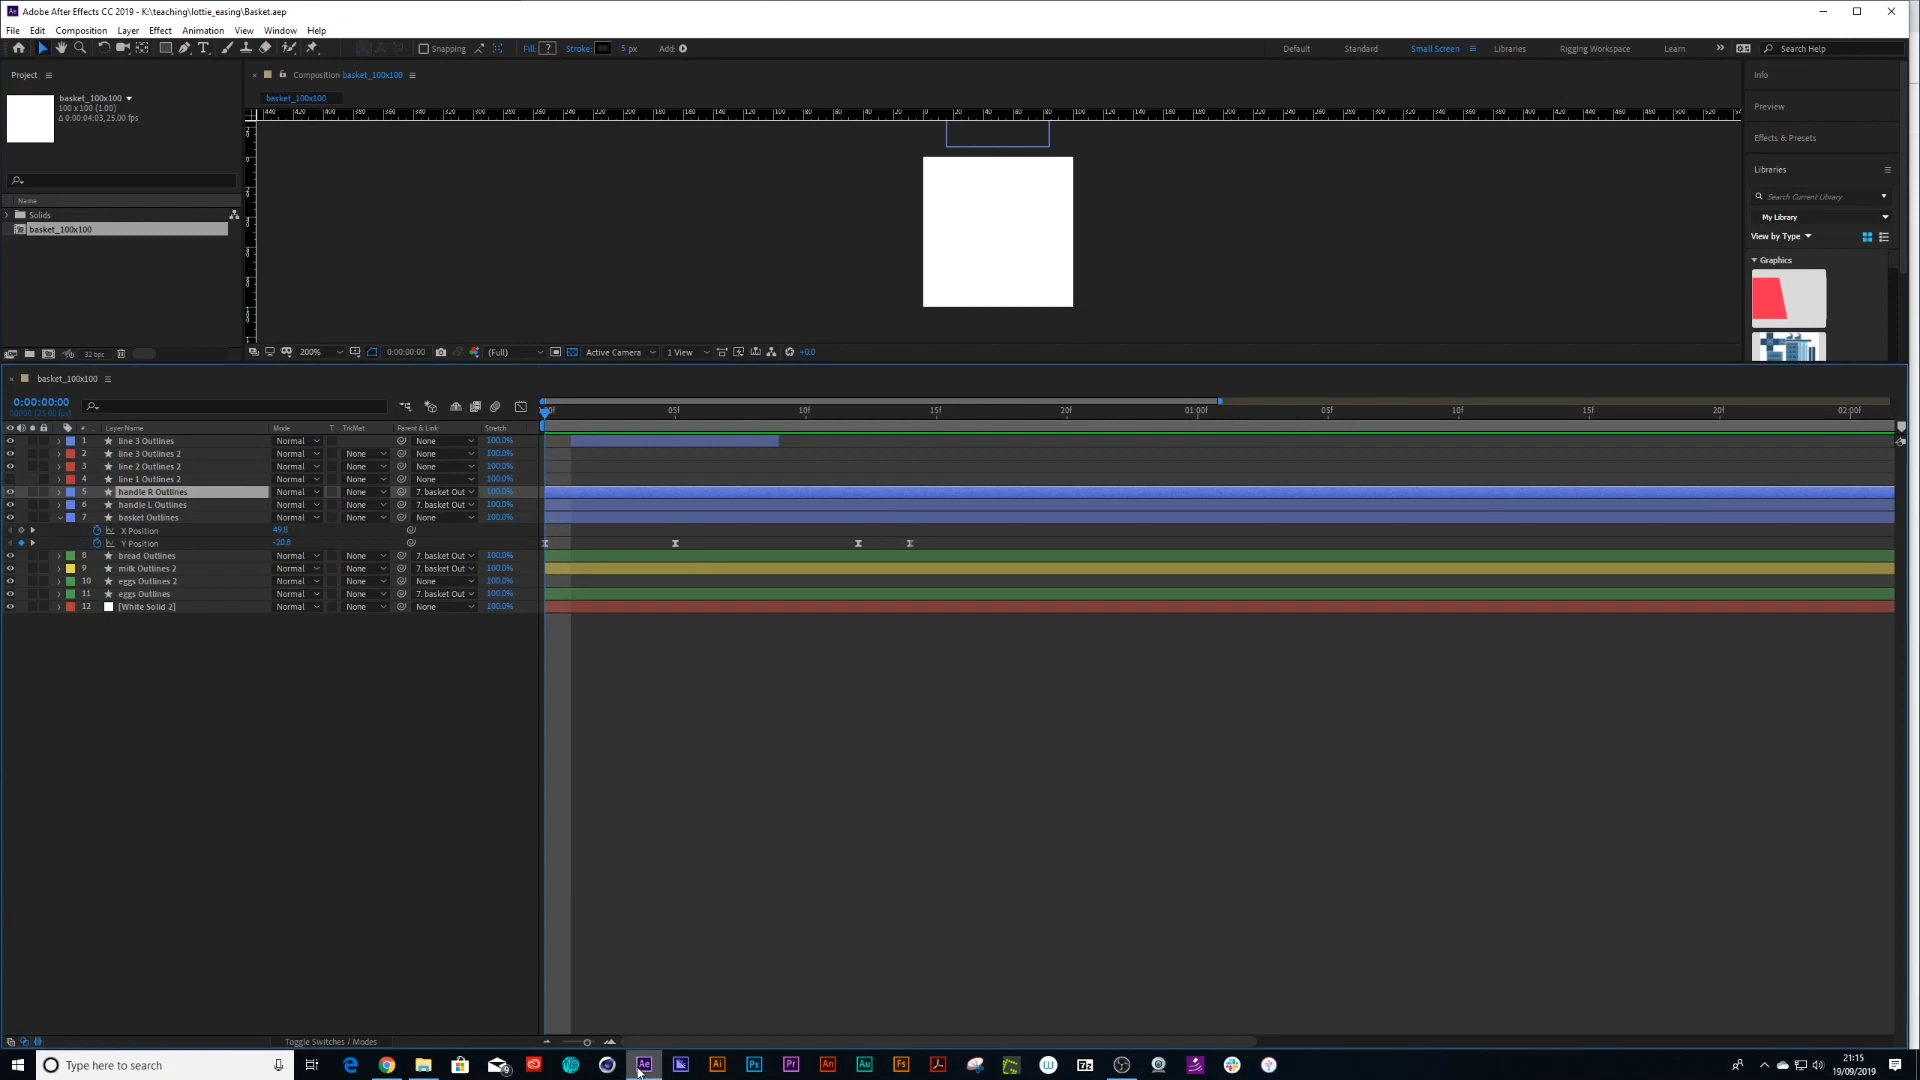 Adobe After Effects CC 2019 - K:\teaching\lottie_easing\Basket.aep
File Edit Composition Layer Effect Animation View Window Help
Snapping Fill: ? Stroke: 5 px Add: Default Standard Small Screen Libraries Rigging Workspace Learn Search Help
Project
Composition basket_100x100
Info
basket_100x100
100 x 100 (1.00)
Δ 0:00:04:03, 25.00 fps
basket_100x100
Preview
Effects & Presets
Libraries
Search Current Library
Name
Solids
basket_100x100
My Library
View by Type
Graphics
32 bpc
200% 0:00:00:00 (Full) Active Camera 1 View +0.0
basket_100x100
0:00:00:00
00000 (25.00 fps)
05f 10f 15f 20f 01:00f 05f 10f 15f 20f 02:00f
# Layer Name Mode T .TrkMat Parent & Link Stretch
1 line 3 Outlines Normal None 100.0%
2 line 3 Outlines 2 Normal None None 100.0%
3 line 2 Outlines 2 Normal None None 100.0%
4 line 1 Outlines 2 Normal None None 100.0%
5 handle R Outlines Normal None 7. basket Out 100.0%
6 handle L Outlines Normal None 7. basket Out 100.0%
7 basket Outlines Normal None None 100.0%
X Position 49.8
Y Position -20.8
8 bread Outlines Normal None 7. basket Out 100.0%
9 milk Outlines 2 Normal None 7. basket Out 100.0%
10 eggs Outlines 2 Normal None None 100.0%
11 eggs Outlines Normal None 7. basket Out 100.0%
12 [White Solid 2] Normal None None 100.0%
Toggle Switches / Modes
Type here to search
9 Ae Ai Ps Pr An Au Fs 7z
21:15
19/09/2019